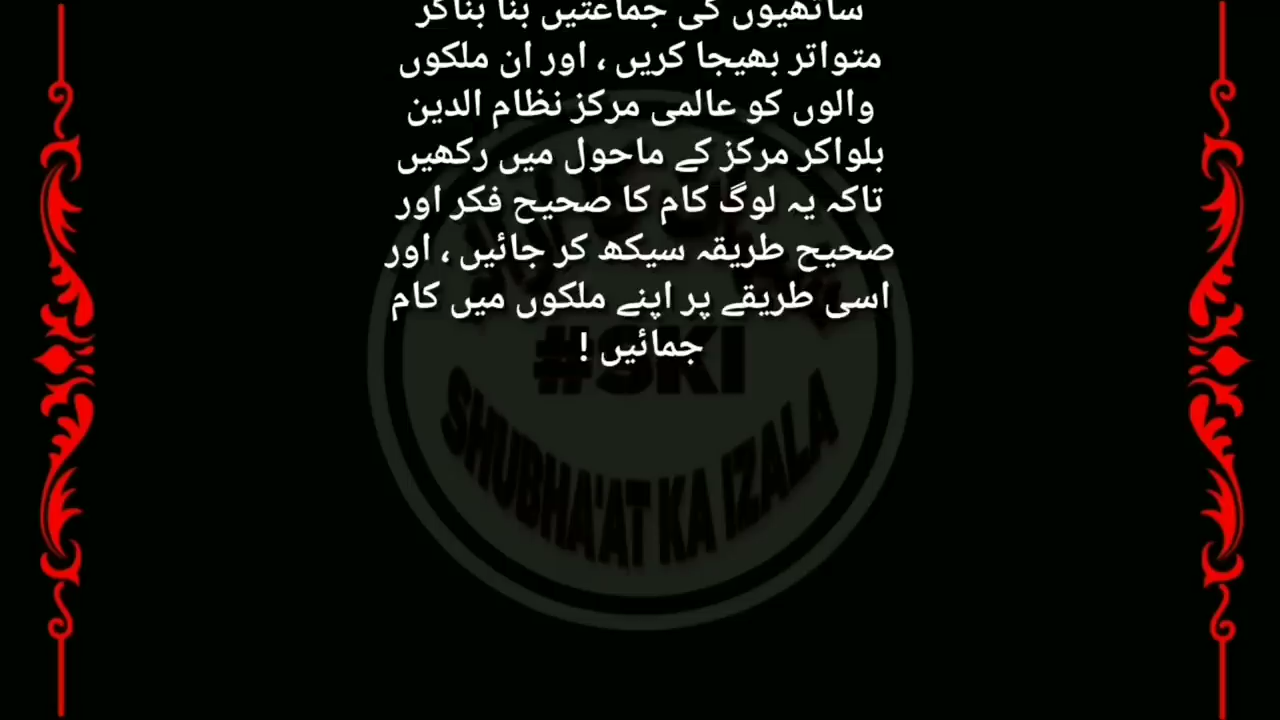 ساتھیوں کی جماعتیں بنا بناکر
متواتر بھیجا کریں ، اور ان ملکوں
والوں کو عالمی مرکز نظام الدین
بلواکر مرکز کے ماحول میں رکھیں
تاکہ یہ لوگ کام کا صحیح فکر اور
صحیح طریقہ سیکھ کر جائیں ، اور
اسی طریقے پر اپنے ملکوں میں کام
جمائیں !
#SKI
SHUBHA'AT KA IZALA